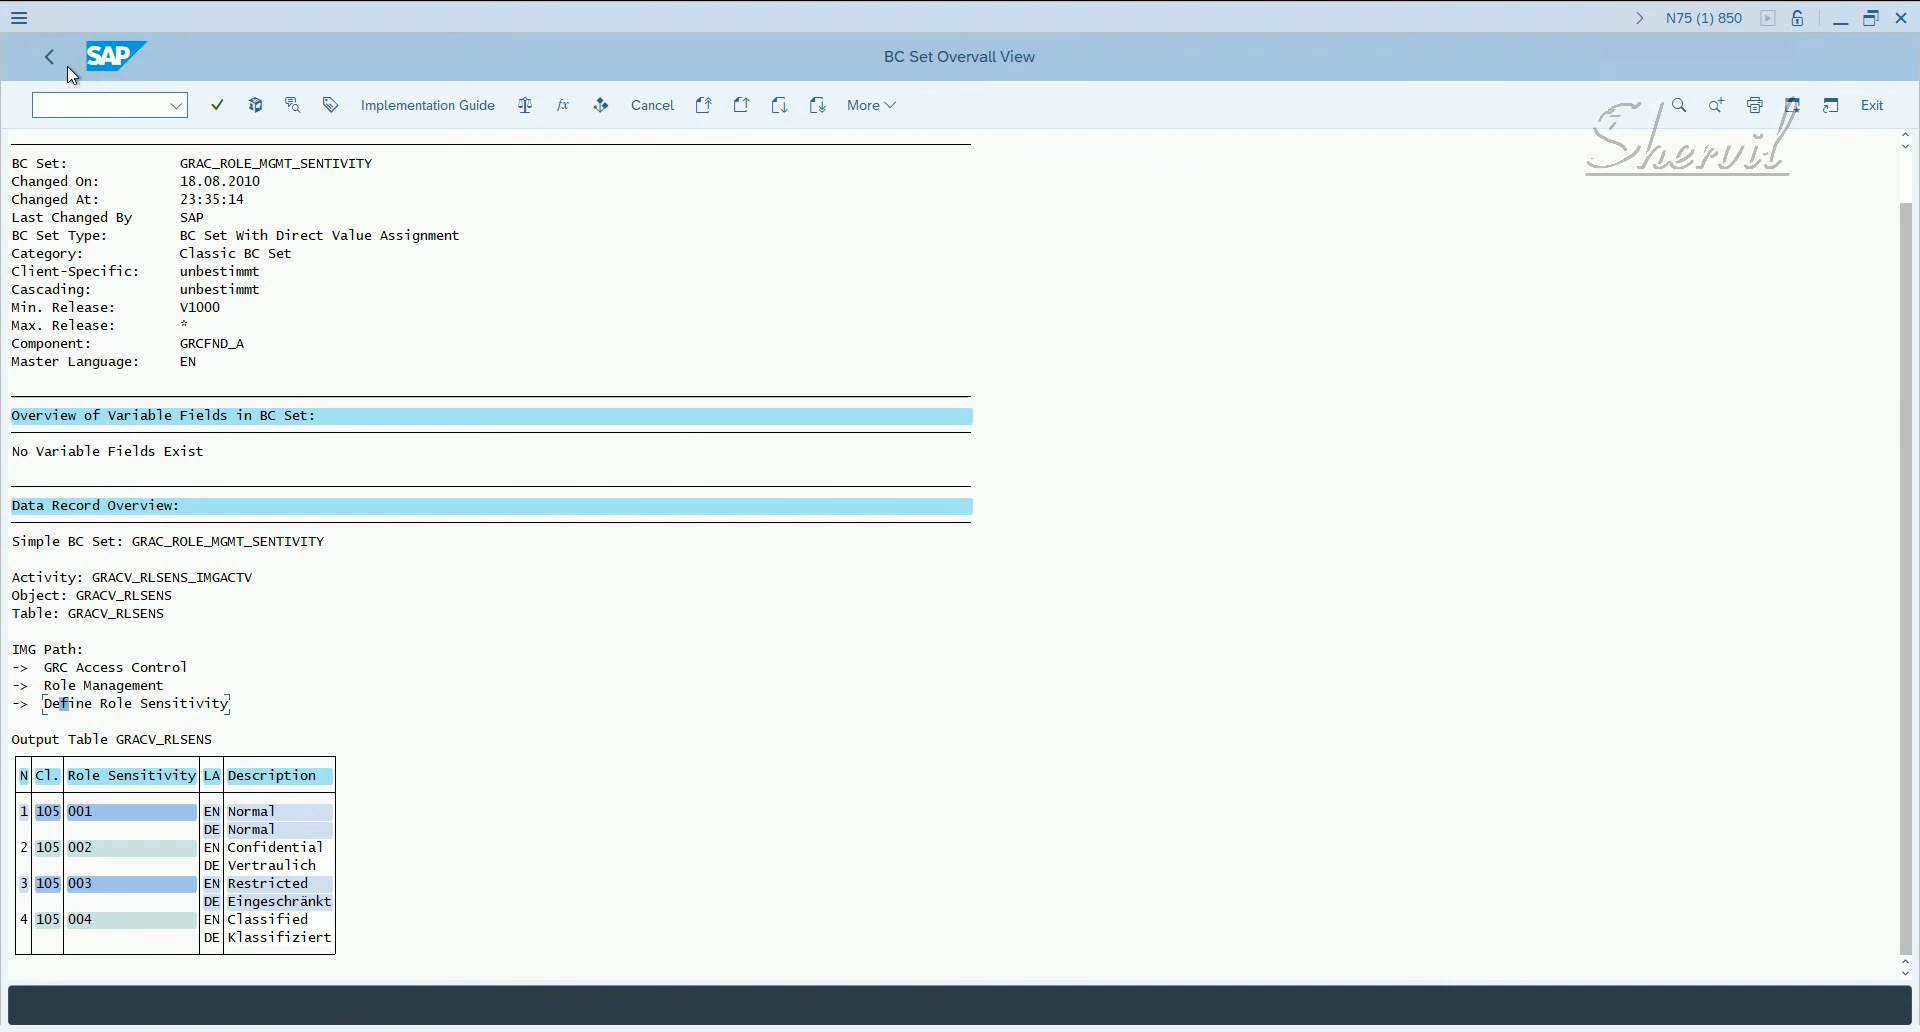 N75 (1) 850
SAP
BC Set Overvall View
Implementation Guide
fx
Cancel
More
Exit
Shervil
BC Set: GRAC_ROLE_MGMT_SENTIVITY
Changed On: 18.08.2010
Changed At: 23:35:14
Last Changed By SAP
BC Set Type: BC Set With Direct Value Assignment
Category: Classic BC Set
Client-Specific: unbestimmt
Cascading: unbestimmt
Min. Release: V1000
Max. Release: *
Component: GRCFND_A
Master Language: EN
Overview of Variable Fields in BC Set:
No Variable Fields Exist
Data Record Overview:
Simple BC Set: GRAC_ROLE_MGMT_SENTIVITY
Activity: GRACV_RLSENS_IMGACTV
Object: GRACV_RLSENS
Table: GRACV_RLSENS
IMG Path:
-> GRC Access Control
-> Role Management
-> Define Role Sensitivity
Output Table GRACV_RLSENS
N Cl. Role Sensitivity LA Description
1 105 001 EN Normal
DE Normal
2 105 002 EN Confidential
DE Vertraulich
3 105 003 EN Restricted
DE Eingeschränkt
4 105 004 EN Classified
DE Klassifiziert